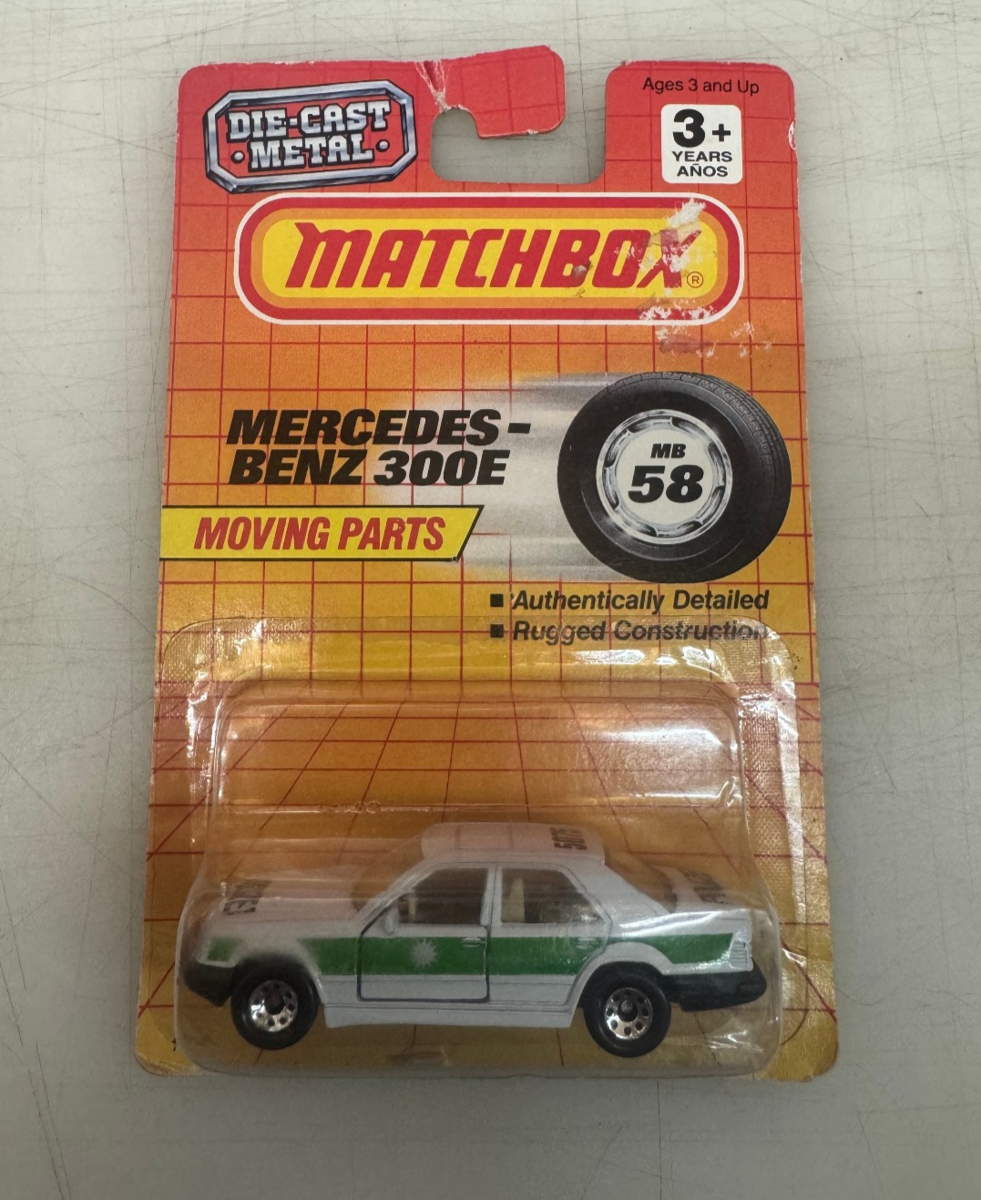 DIE-CAST
METAL
Ages 3 and Up
3+
YEARS
AÑOS
MATCHBOX®
MERCEDES-
BENZ 300E
MB
58
MOVING PARTS
■ Authentically Detailed
■ Rugged Construction
5075